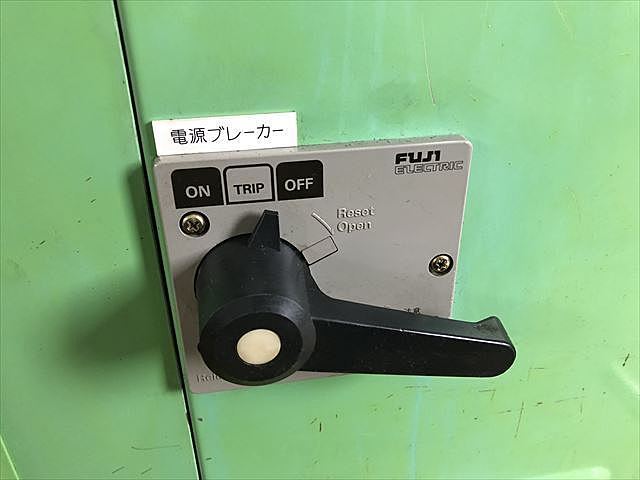 電源ブレーカー
FUJI
ELECTRIC
ON TRIP OFF
Reset
Open